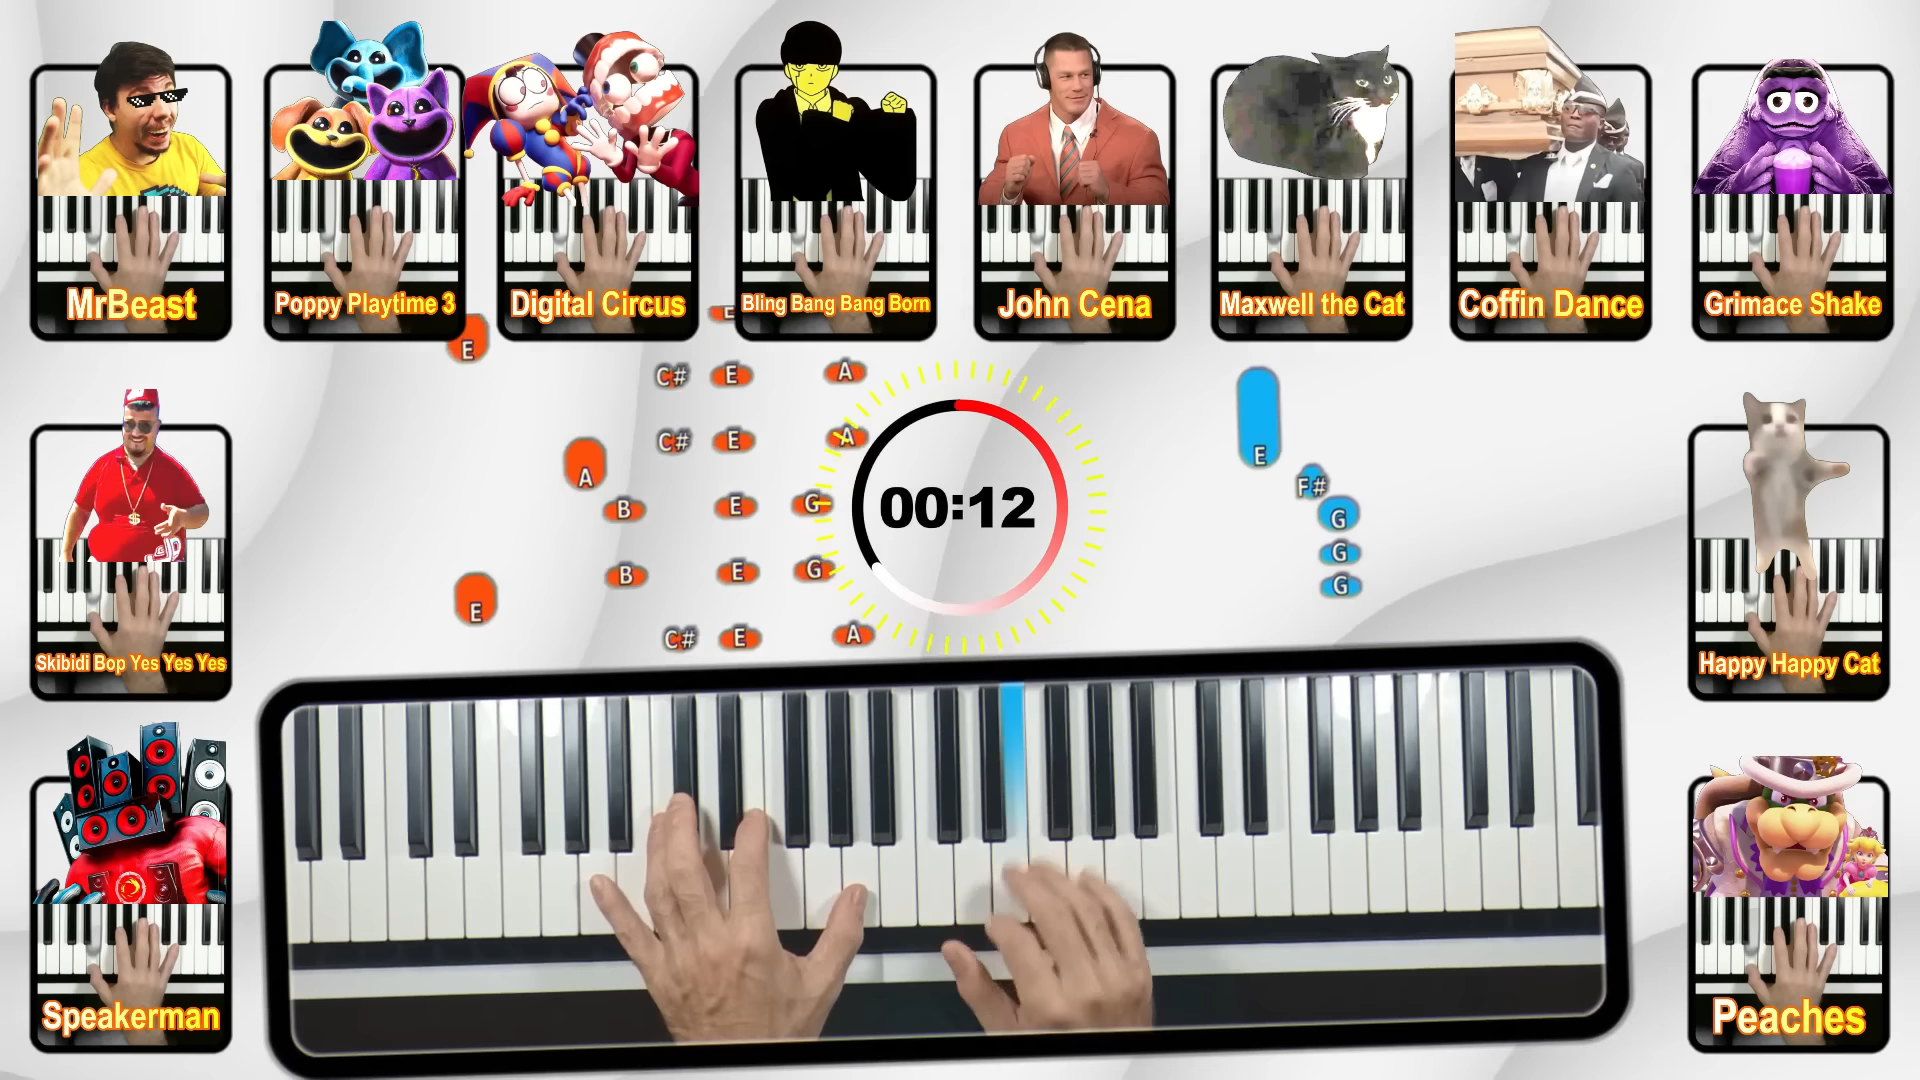 MrBeast
Poppy Playtime 3
Digital Circus
Bling Bang Bang Born
John Cena
Maxwell the Cat
Coffin Dance
Grimace Shake
E
C# E A
E
C# E A
A
F#
B E G
G
00:12
G
B E G
G
E
C# E A
Skibidi Bop Yes Yes Yes
Happy Happy Cat
Speakerman
Peaches